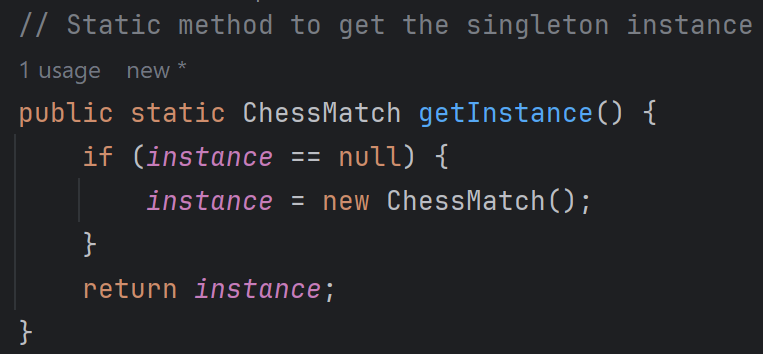 // Static method to get the singleton instance
1 usage new *
public static ChessMatch getInstance() {
if (instance == null) {
instance = new ChessMatch();
}
return instance;
}